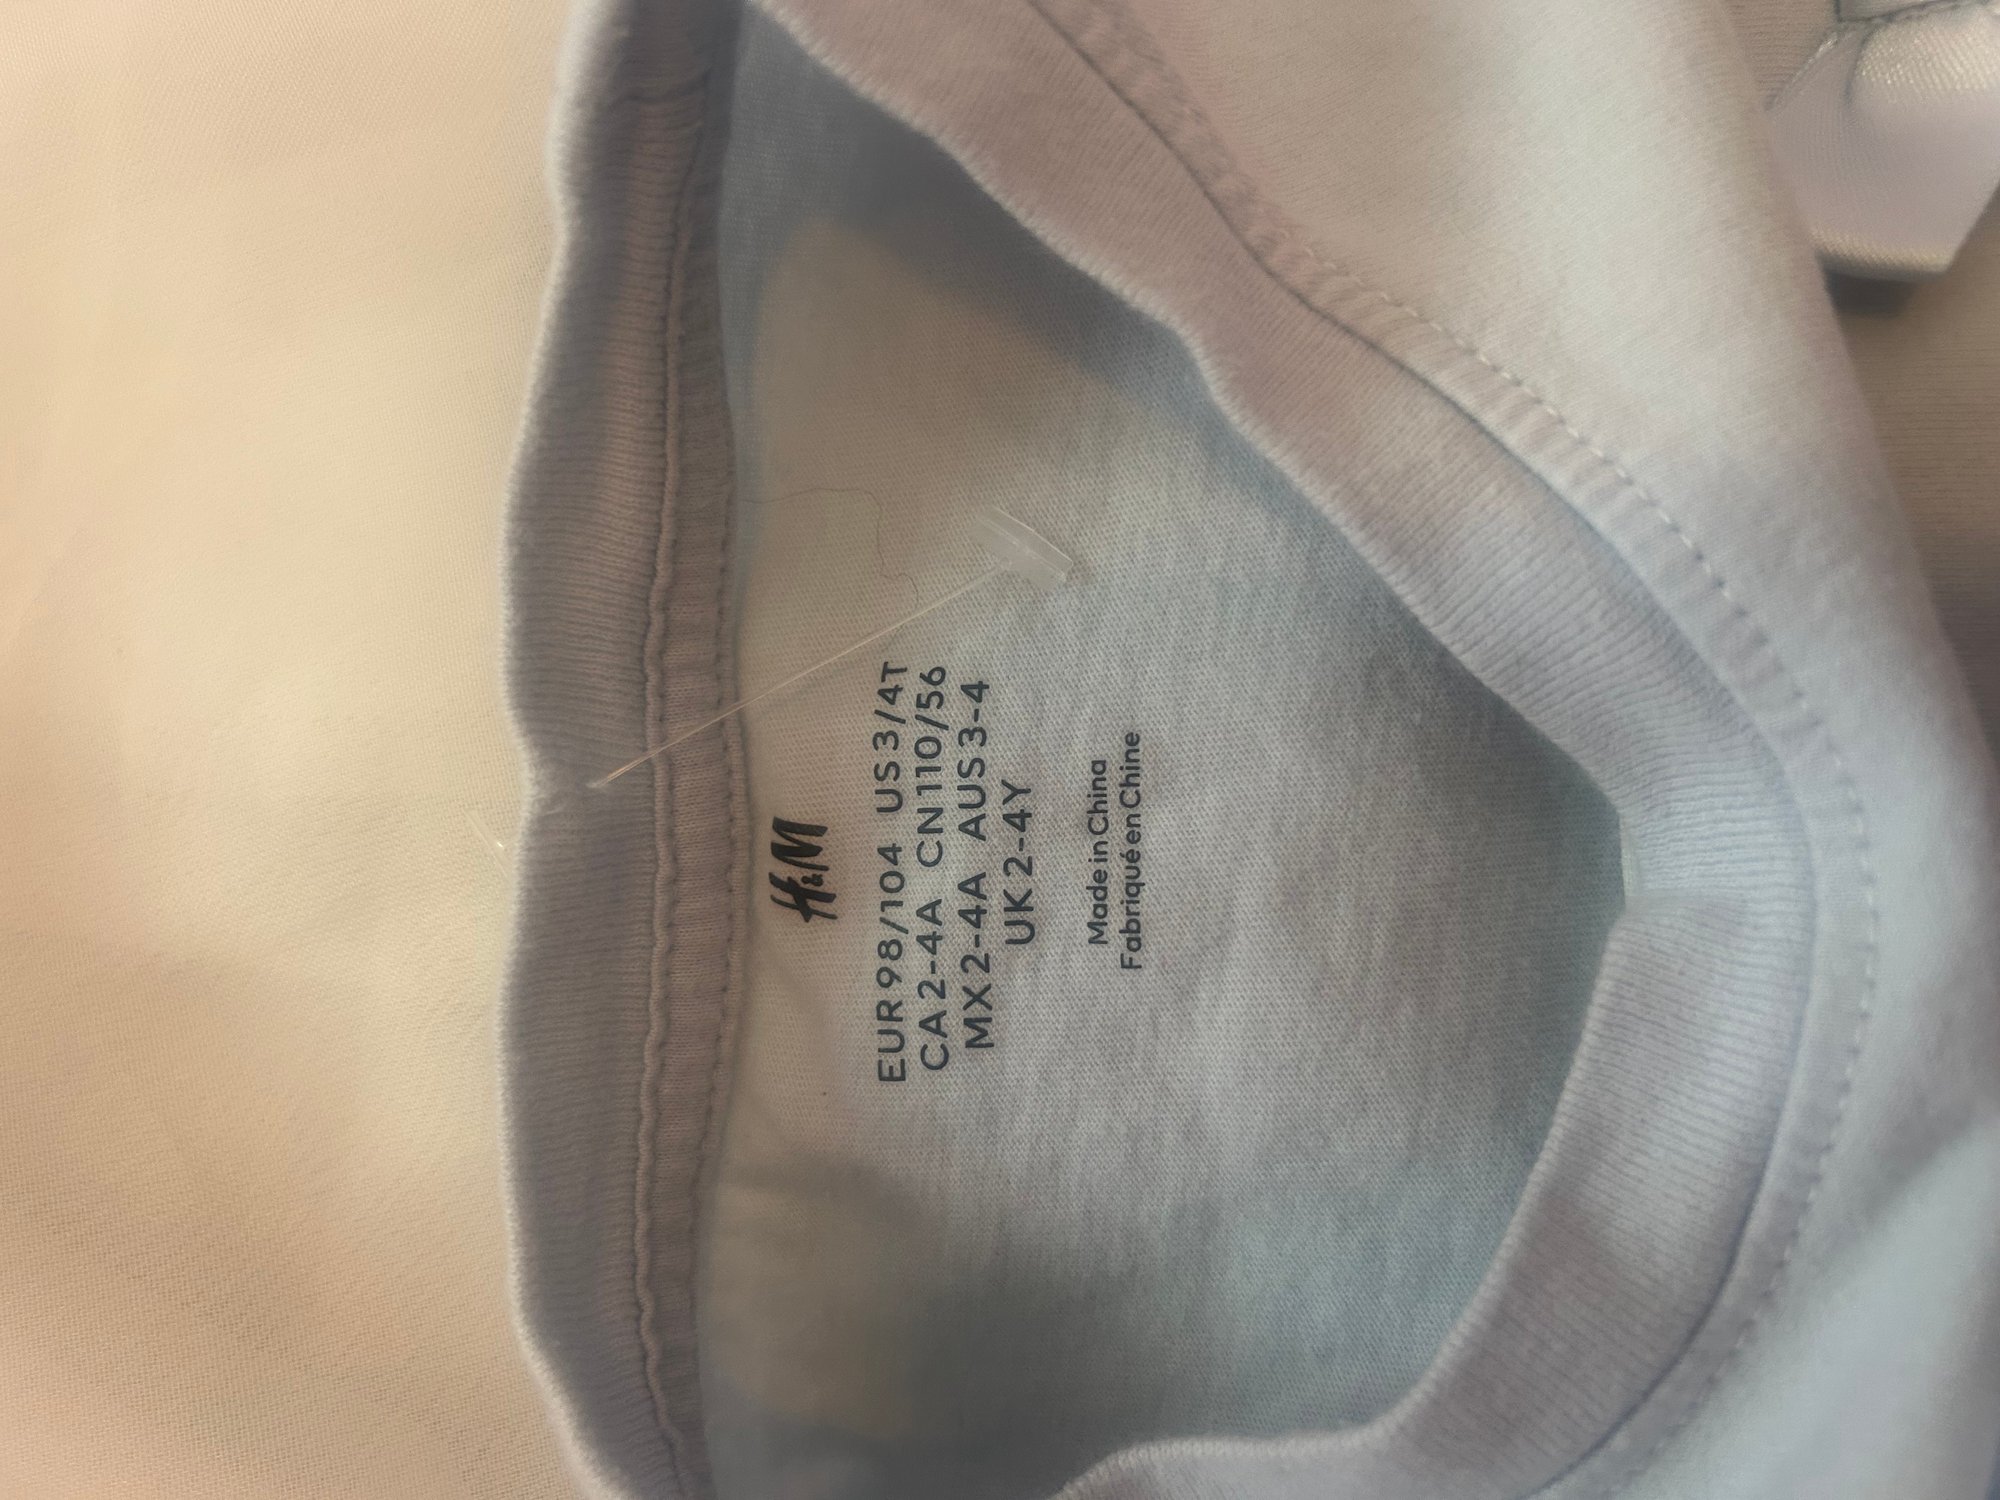 H&M
EUR 98/104 US 3/4T
CA 2-4A CN 110/56
MX 2-4A AUS 3-4
UK 2-4Y
Made in China
Fabriqué en Chine